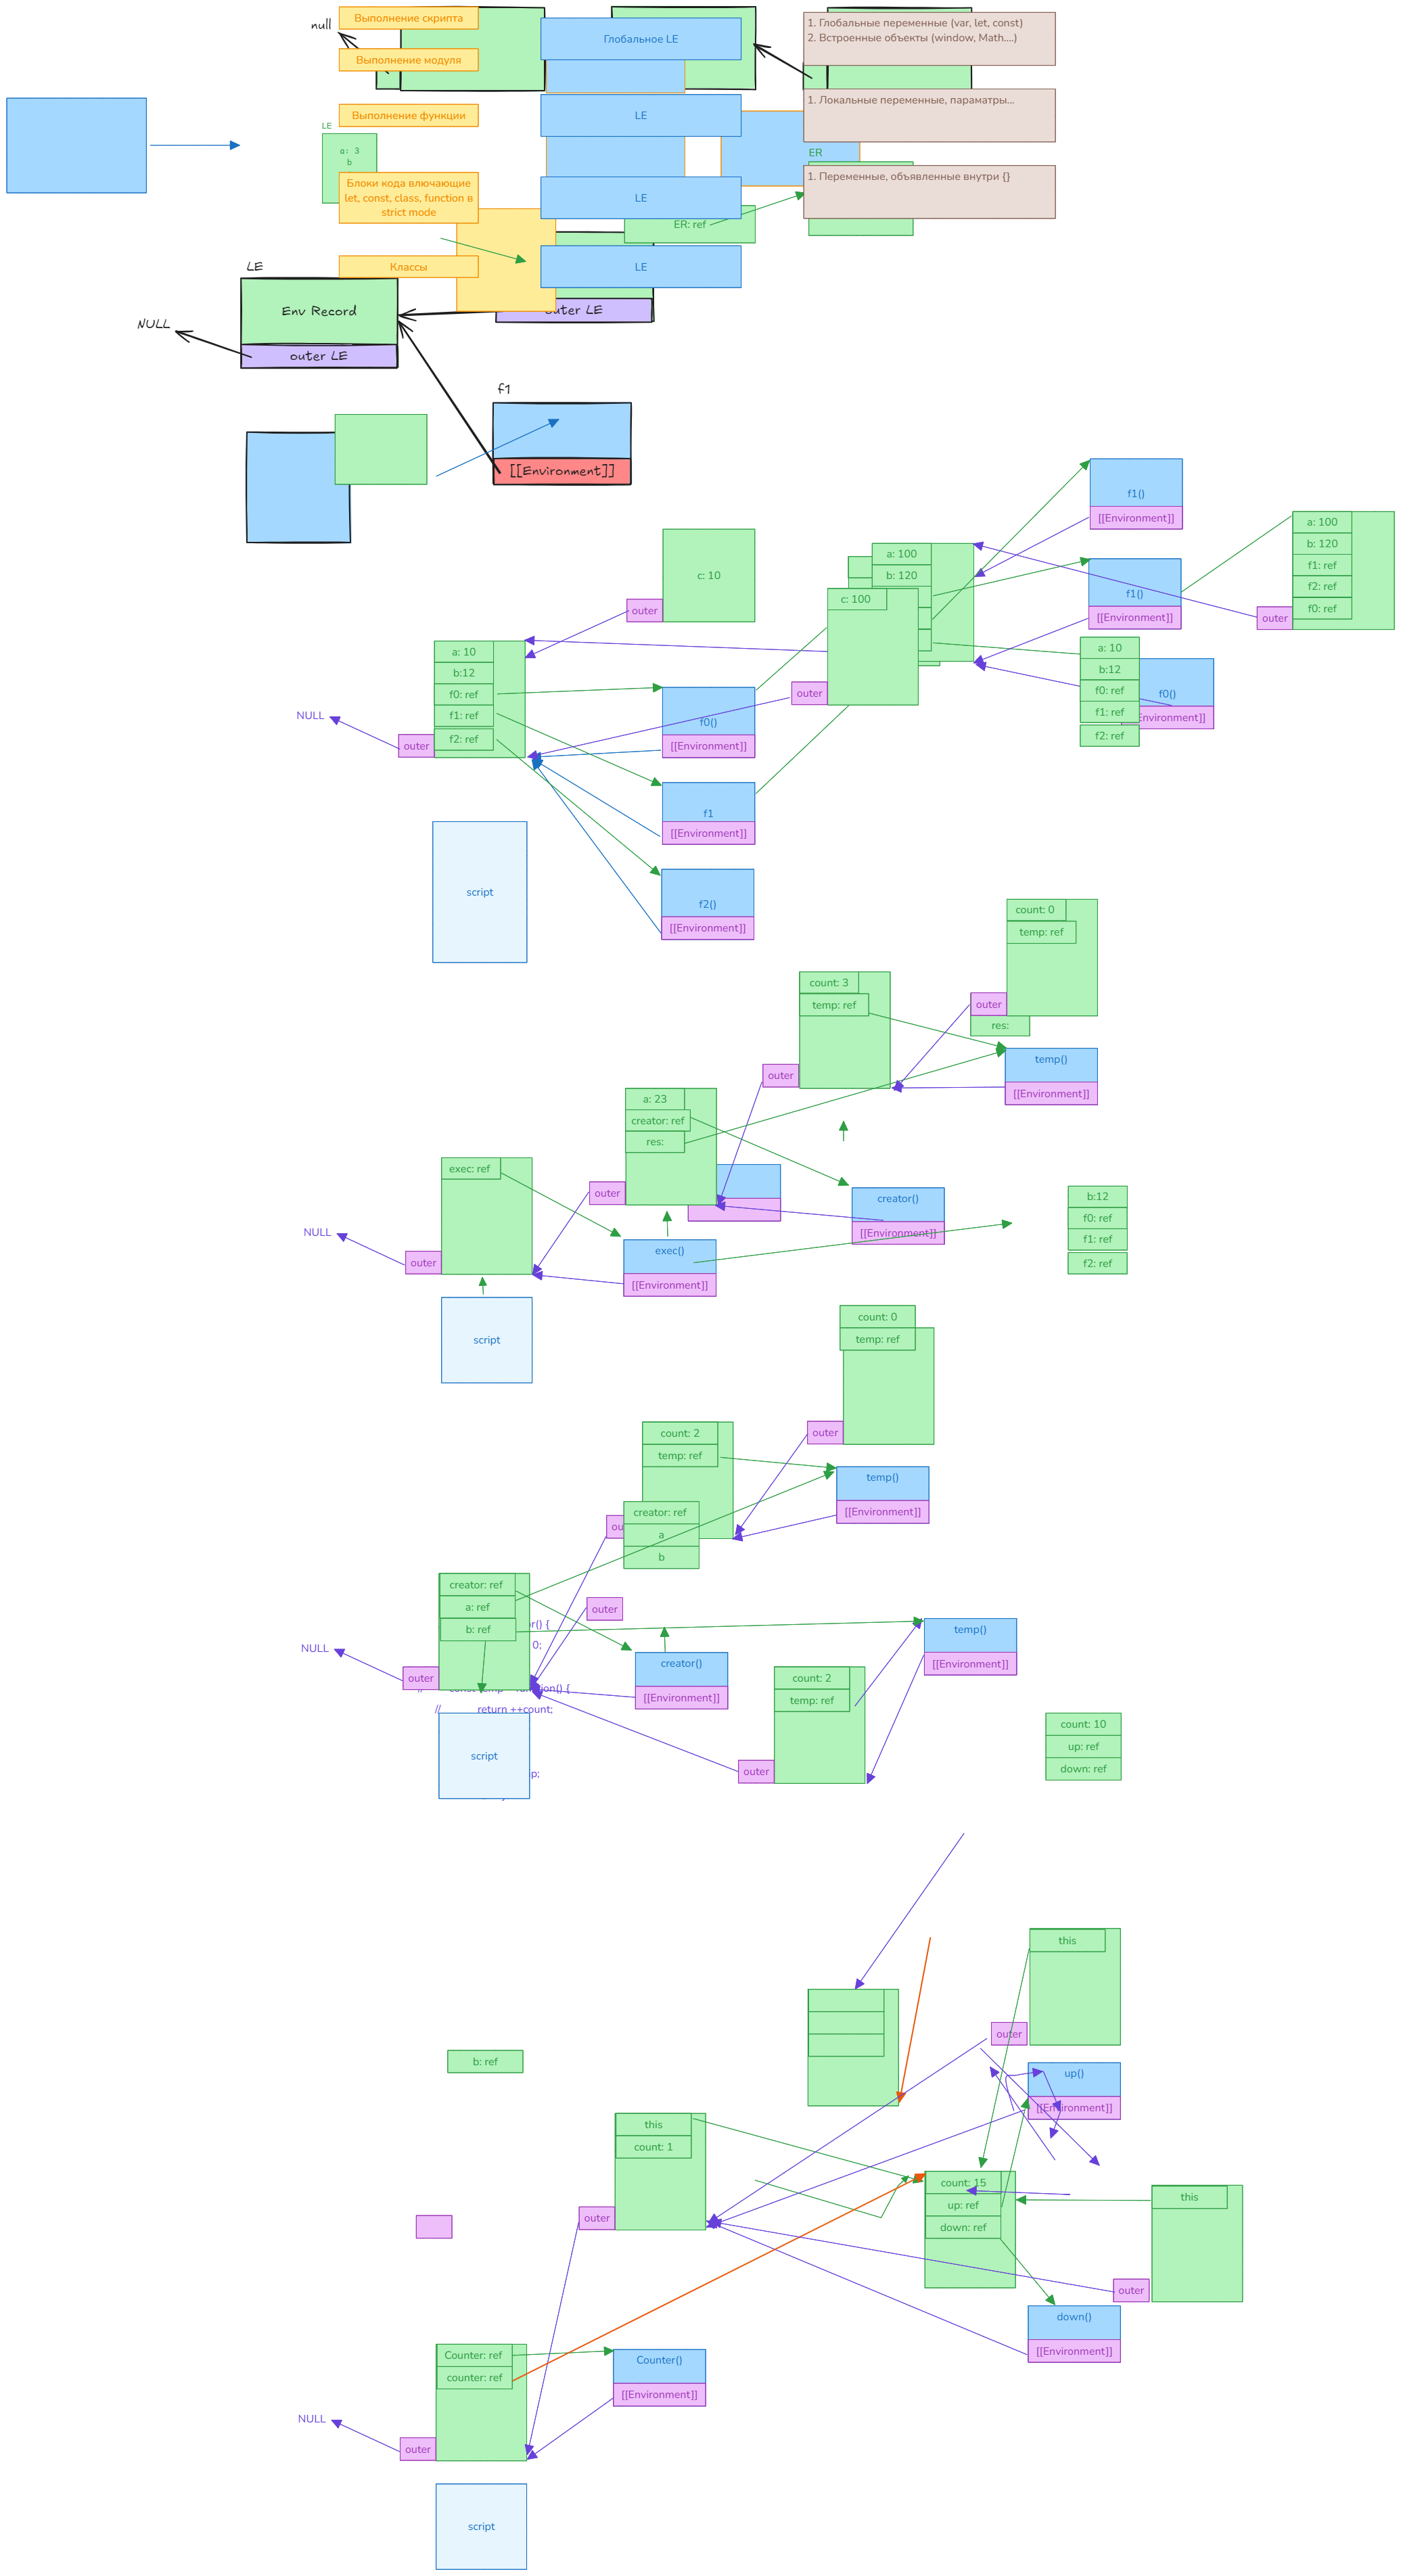 null
Выполнение скрипта
Глобальное LE
1. Глобальные переменные (var, let, const)
2. Встроенные объекты (window, Math....)
Выполнение модуля
1. Локальные переменные, параматры...
Выполнение функции
LE
LE
a: 3
b
ER
1. Переменные, объявленные внутри {}
Блоки кода влючающие
let, const, class, function в
strict mode
LE
ER: ref
Классы
LE
LE
Env Record
outer LE
NULL
outer LE
f1
[[Environment]]
f1()
[[Environment]]
a: 100
b: 120
f1: ref
f2: ref
f0: ref
outer
c: 10
outer
a: 100
b: 120
c: 100
outer
f1()
[[Environment]]
a: 10
b:12
f0: ref
f1: ref
f2: ref
f0()
Environment]]
a: 10
b:12
f0: ref
f1: ref
f2: ref
NULL
outer
f0()
[[Environment]]
f1
[[Environment]]
script
f2()
[[Environment]]
count: 0
temp: ref
outer
res:
count: 3
temp: ref
outer
temp()
[[Environment]]
a: 23
creator: ref
res:
outer
exec: ref
NULL
outer
creator()
[[Environment]]
b:12
f0: ref
f1: ref
f2: ref
exec()
[[Environment]]
script
count: 0
temp: ref
outer
count: 2
temp: ref
temp()
[[Environment]]
creator: ref
a
b
creator: ref
a: ref
b: ref
outer
r() {
0;
NULL
outer
function() {
// return ++count;
creator()
[[Environment]]
temp()
[[Environment]]
count: 2
temp: ref
outer
script
count: 10
up: ref
down: ref
this
outer
b: ref
up()
[[Environment]]
this
count: 1
outer
count: 15
up: ref
down: ref
this
outer
down()
[[Environment]]
Counter: ref
counter: ref
Counter()
[[Environment]]
NULL
outer
script